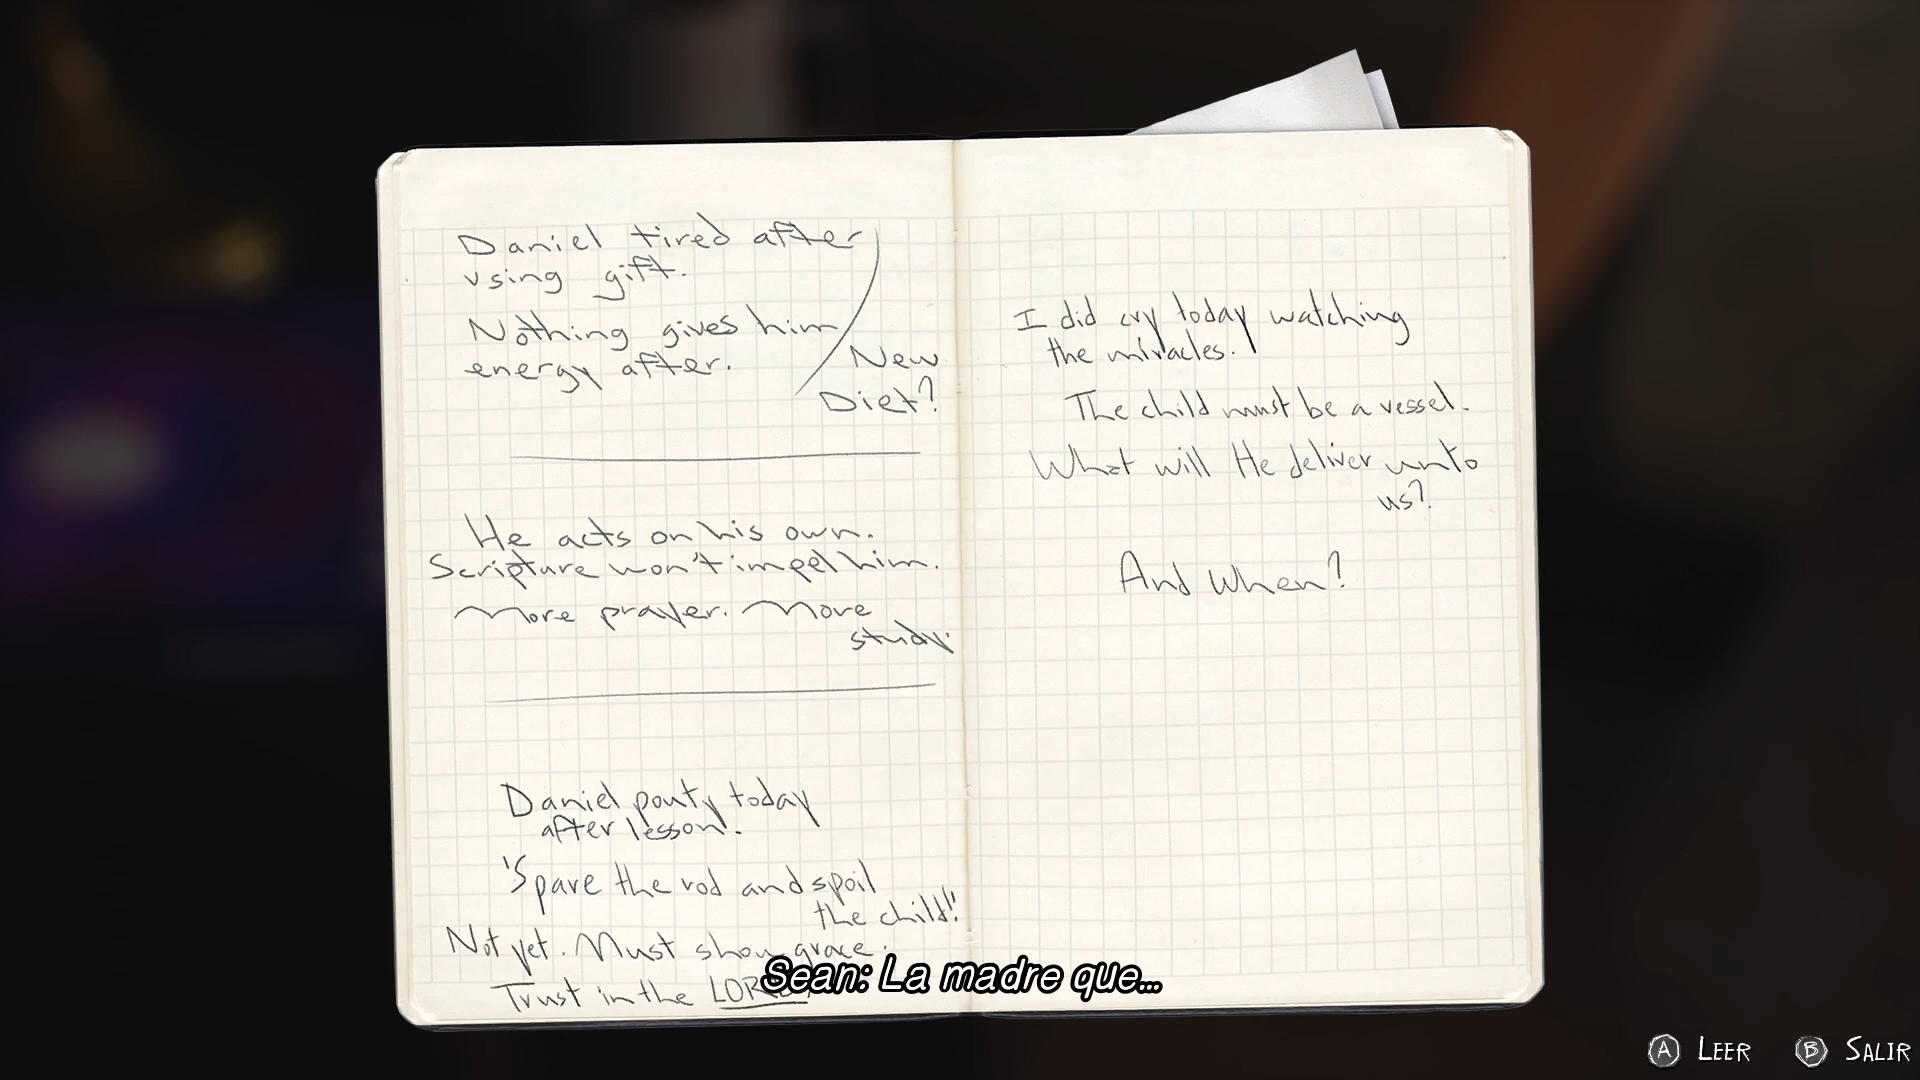 Daniel tired after
using gift.
Nothing gives him
energy after.
New
Diet?
He acts on his own.
Scripture won't impel him.
More prayer. More
study.
Daniel pouty today
after lesson.
'Spare the rod and spoil
the child!'
Not yet. Must show grace.
Trust in the LORD
I did cry today watching
the miracles.
The child must be a vessel.
What will He deliver unto
us?
And When?
Sean: La madre que...
A LEER B SALIR